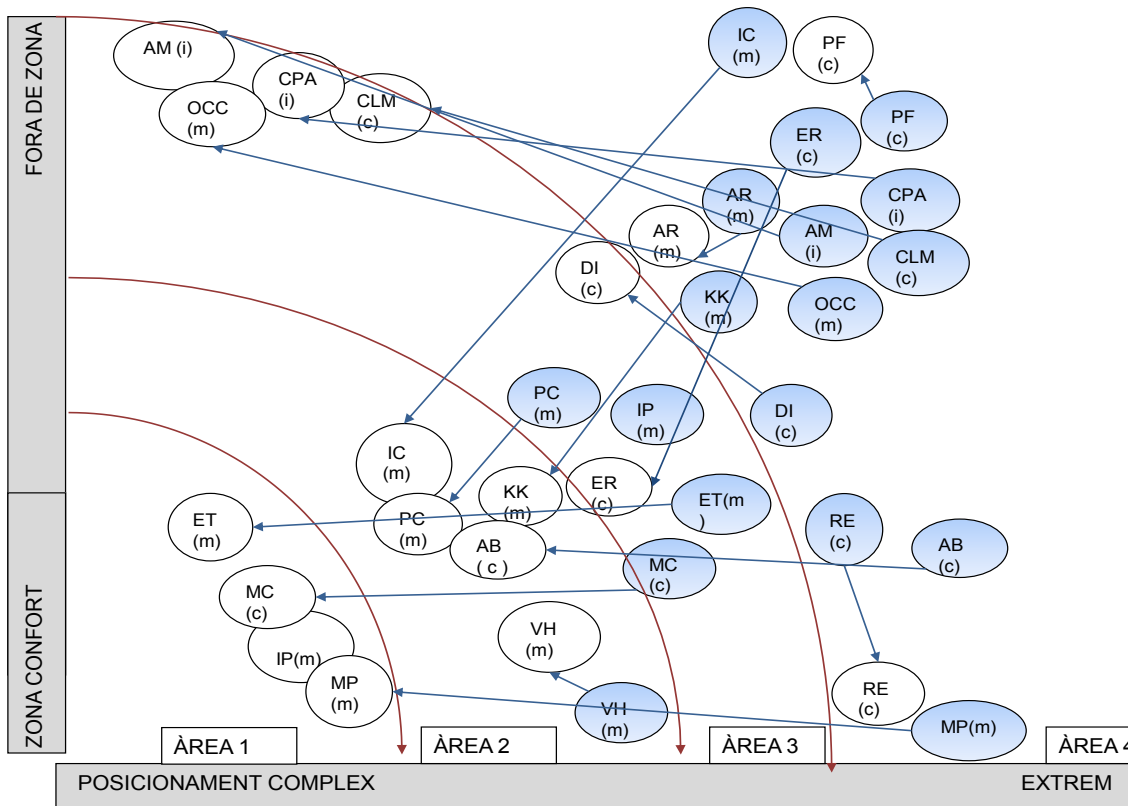 FORA DE ZONA
ZONA CONFORT
AM (i)
CPA
(i)
OCC
(m)
CLM
(c)
IC
(m)
PF
(c)
PF
(c)
ER
(c)
CPA
(i)
AR
(m)
AR
(m)
AM
(i)
CLM
(c)
DI
(c)
KK
(m)
OCC
(m)
PC
(m)
IP
(m)
DI
(c)
IC
(m)
KK
(m)
ER
(c)
ET(m
)
ET
(m)
PC
(m)
RE
(c)
AB
(c)
AB
( c )
MC
(c)
MC
(c)
VH
(m)
IP(m)
MP
(m)
RE
(c)
VH
(m)
MP(m)
ÀREA 1
ÀREA 2
ÀREA 3
ÀREA 4
POSICIONAMENT COMPLEX
EXTREM